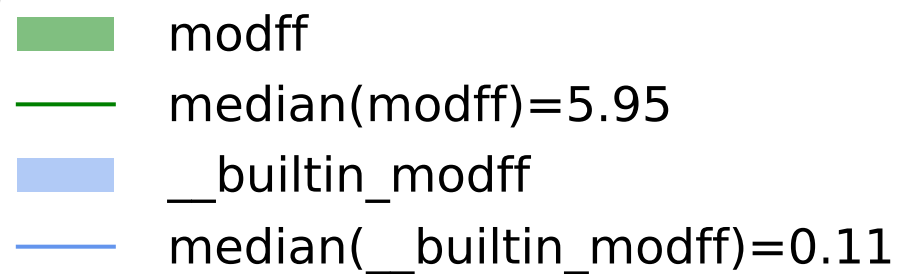 modff
median(modff)=5.95
__builtin_modff
median(__builtin_modff)=0.11